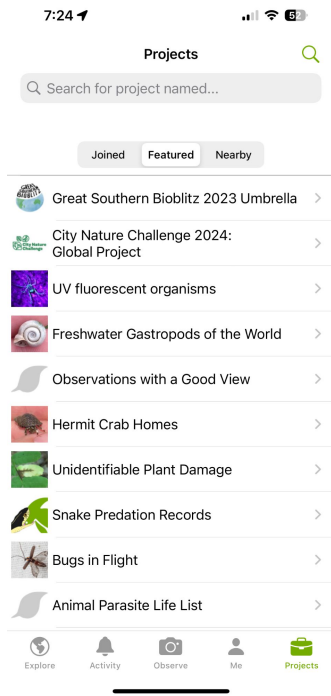 7:24
52
Projects
Search for project named...
Joined Featured Nearby
Great Southern Bioblitz 2023 Umbrella
City Nature Challenge 2024:
Global Project
UV fluorescent organisms
Freshwater Gastropods of the World
Observations with a Good View
Hermit Crab Homes
Unidentifiable Plant Damage
Snake Predation Records
Bugs in Flight
Animal Parasite Life List
Explore Activity Observe Me Projects